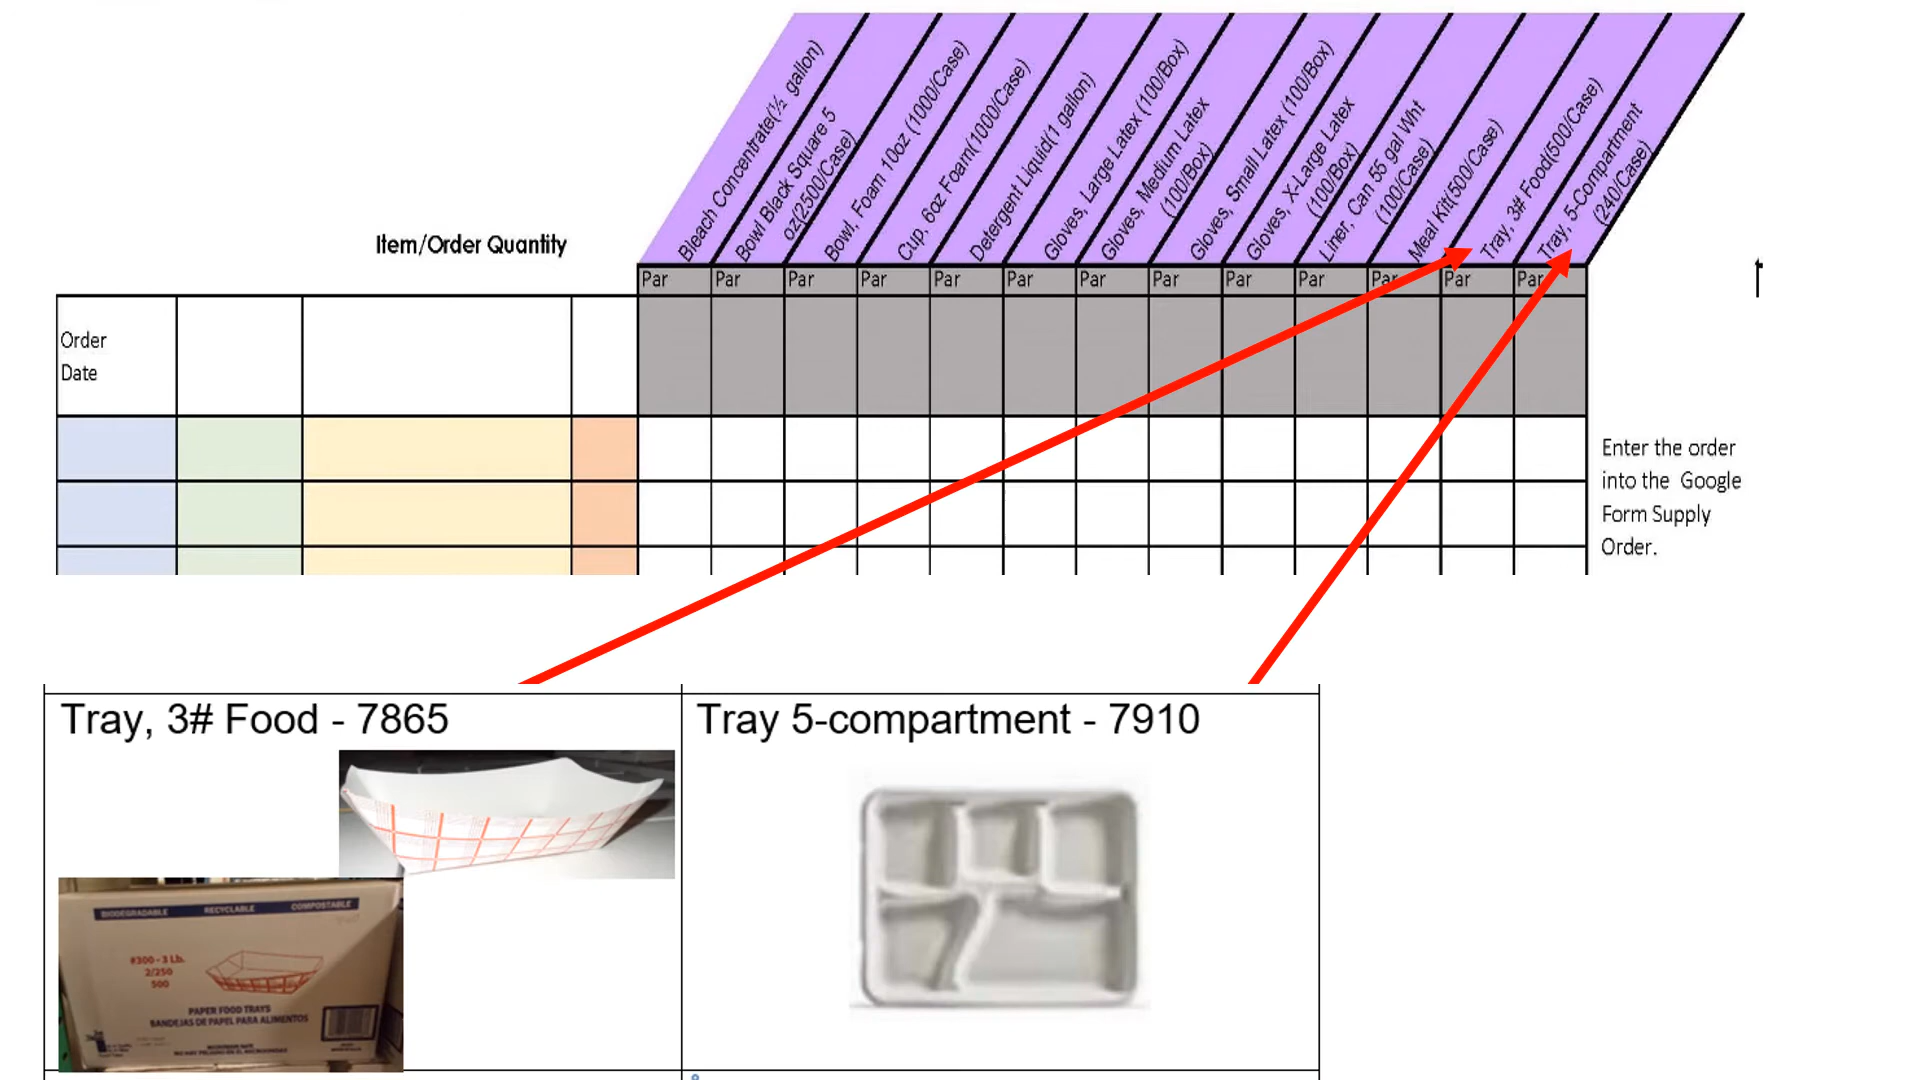 Bleach Concentrate(½ gallon)
Bowl Black Square 5
oz(2500/Case)
Bowl, Foam 10oz (1000/Case)
Cup, 6oz Foam(1000/Case)
Detergent Liquid(1 gallon)
Gloves, Large Latex (100/Box)
Gloves, Medium Latex
(100/Box)
Gloves, Small Latex (100/Box)
Gloves, X-Large Latex
(100/Box)
Liner, Can 55 gal Wht
(100/Case)
Meal Kit(500/Case)
Tray, 3# Food(500/Case)
Tray, 5-Compartment
(240/Case)
Item/Order Quantity
Par Par Par Par Par Par Par Par Par Par Par Par Par
Order
Date
Enter the order
into the Google
Form Supply
Order.
Tray, 3# Food - 7865
Tray 5-compartment - 7910
BIODEGRADABLE RECYCLABLE COMPOSTABLE
#300 - 3 Lb.
2/250
500
PAPER FOOD TRAYS
BANDEJAS DE PAPEL PARA ALIMENTOS